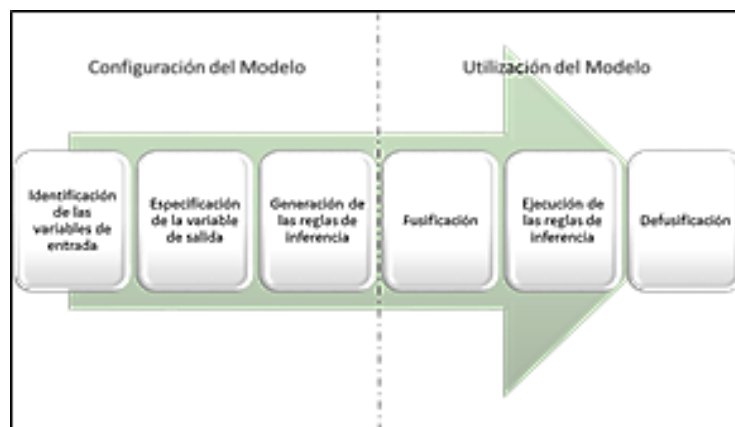 Configuración del Modelo
Utilización del Modelo
Identificación
de las
variables de
entrada
Especificación
de la variable
de salida
Generación de
las reglas de
inferencia
Fusificación
Ejecución de
las reglas de
inferencia
Defusificación